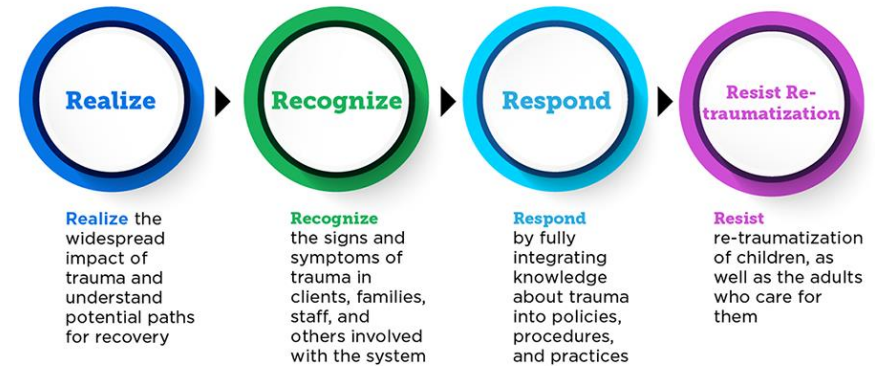 Realize
Recognize
Respond
Resist Re-
traumatization
Realize the
widespread
impact of
trauma and
understand
potential paths
for recovery
Recognize
the signs and
symptoms of
trauma in
clients, families,
staff, and
others involved
with the system
Respond
by fully
integrating
knowledge
about trauma
into policies,
procedures,
and practices
Resist
re-traumatization
of children, as
well as the adults
who care for
them